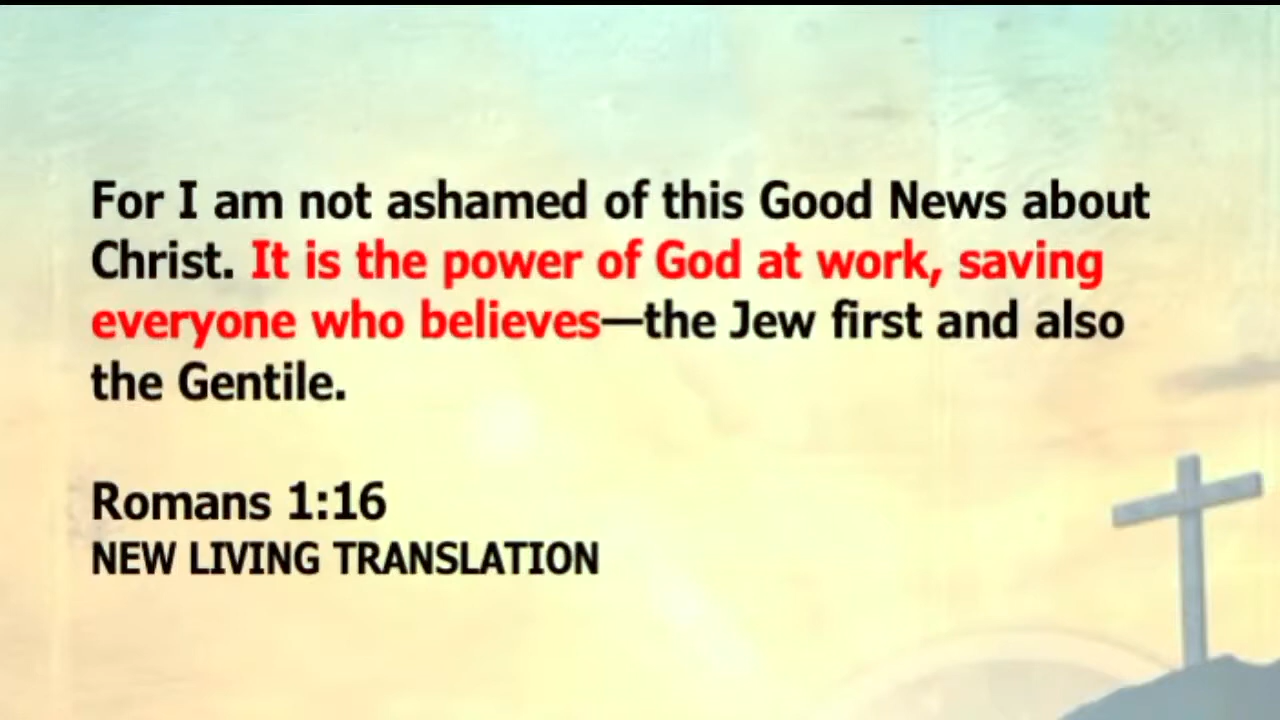 For I am not ashamed of this Good News about
Christ. It is the power of God at work, saving
everyone who believes—the Jew first and also
the Gentile.
Romans 1:16
NEW LIVING TRANSLATION